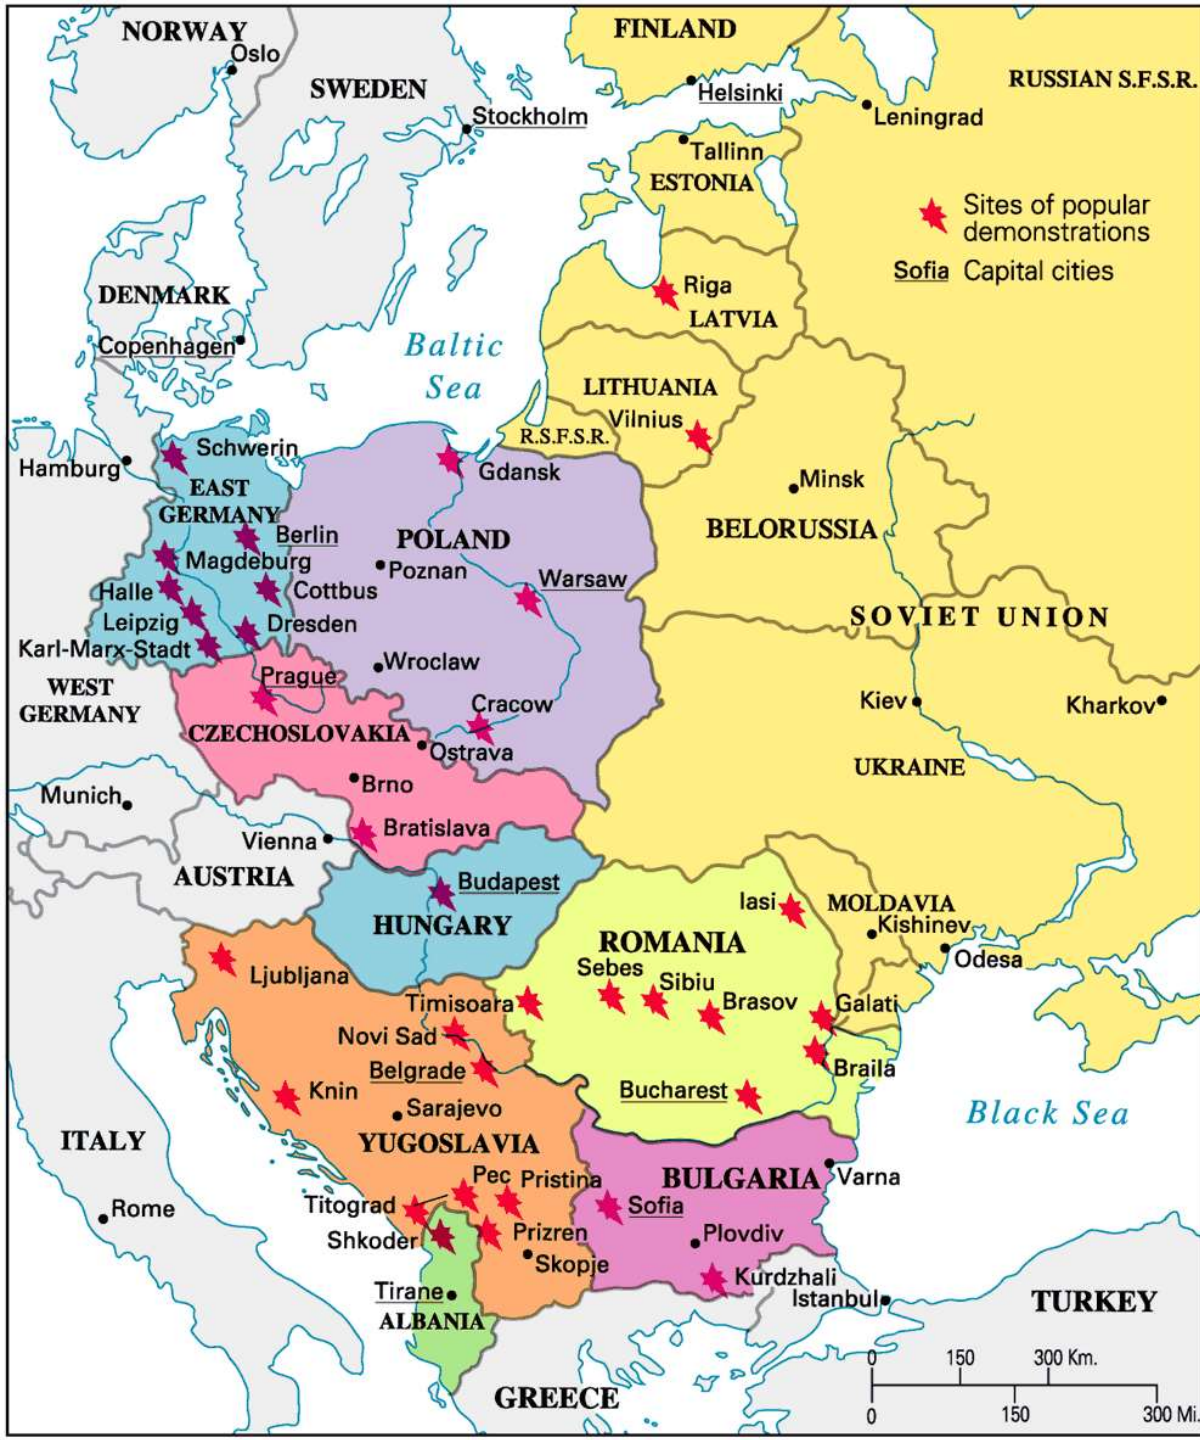 NORWAY
Oslo
SWEDEN
Stockholm
FINLAND
Helsinki
RUSSIAN S.F.S.R.
Leningrad
Tallinn
ESTONIA
Sites of popular
demonstrations
Sofia Capital cities
DENMARK
Copenhagen
Baltic
Sea
Riga
LATVIA
LITHUANIA
Vilnius
R.S.F.S.R.
Hamburg
Schwerin
EAST
GERMANY
Berlin
Magdeburg
Halle
Cottbus
Leipzig
Dresden
Karl-Marx-Stadt
Gdansk
POLAND
Poznan
Warsaw
Wroclaw
Cracow
Minsk
BELORUSSIA
SOVIET UNION
Kiev
Kharkov
UKRAINE
WEST
GERMANY
Prague
CZECHOSLOVAKIA
Ostrava
Brno
Bratislava
Munich
Vienna
AUSTRIA
Budapest
HUNGARY
Iasi
MOLDAVIA
Kishinev
Odesa
ROMANIA
Sebes
Sibiu
Brasov
Galati
Braila
Bucharest
Ljubljana
Timisoara
Novi Sad
Belgrade
Knin
Sarajevo
YUGOSLAVIA
Black Sea
ITALY
Rome
Pec
Pristina
Titograd
Shkoder
Prizren
Skopje
Tirane
ALBANIA
BULGARIA
Varna
Sofia
Plovdiv
Kurdzhali
Istanbul
TURKEY
GREECE
0 150 300 Km.
0 150 300 Mi.